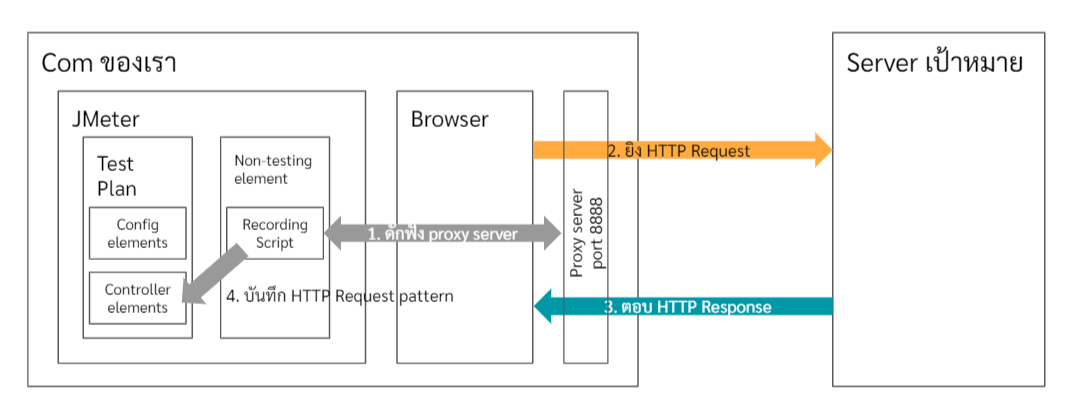 Com ของเรา
Server เป้าหมาย
JMeter
Browser
Test
Plan
Non-testing
element
2. ยิง HTTP Request
Config
elements
Recording
Script
1. ดักฟัง proxy server
Proxy server
port 8888
Controller
elements
4. บันทึก HTTP Request pattern
3. ตอบ HTTP Response